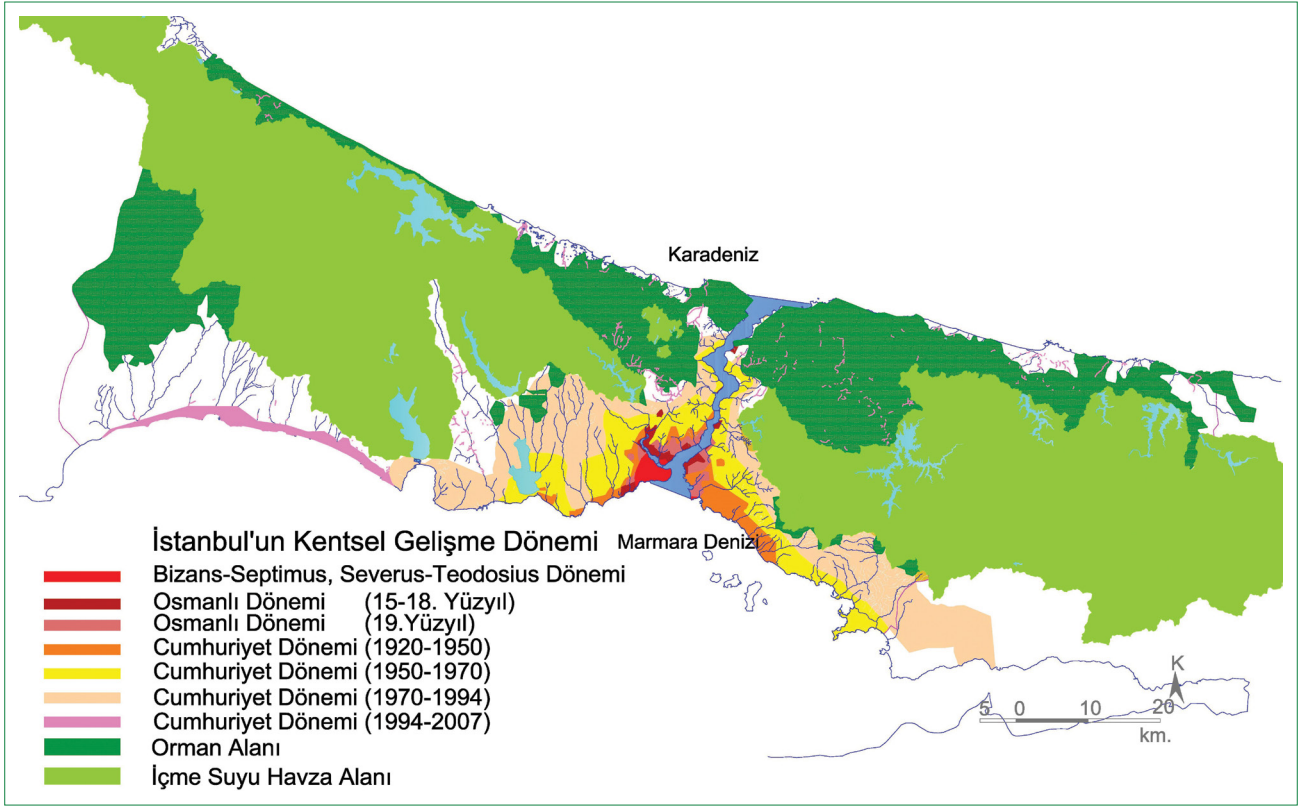 Karadeniz
İstanbul'un Kentsel Gelişme Dönemi
Marmara Denizi
Bizans-Septimus, Severus-Teodosius Dönemi
Osmanlı Dönemi (15-18. Yüzyıl)
Osmanlı Dönemi (19.Yüzyıl)
Cumhuriyet Dönemi (1920-1950)
Cumhuriyet Dönemi (1950-1970)
Cumhuriyet Dönemi (1970-1994)
Cumhuriyet Dönemi (1994-2007)
Orman Alanı
İçme Suyu Havza Alanı
K
5 0 10 20
km.